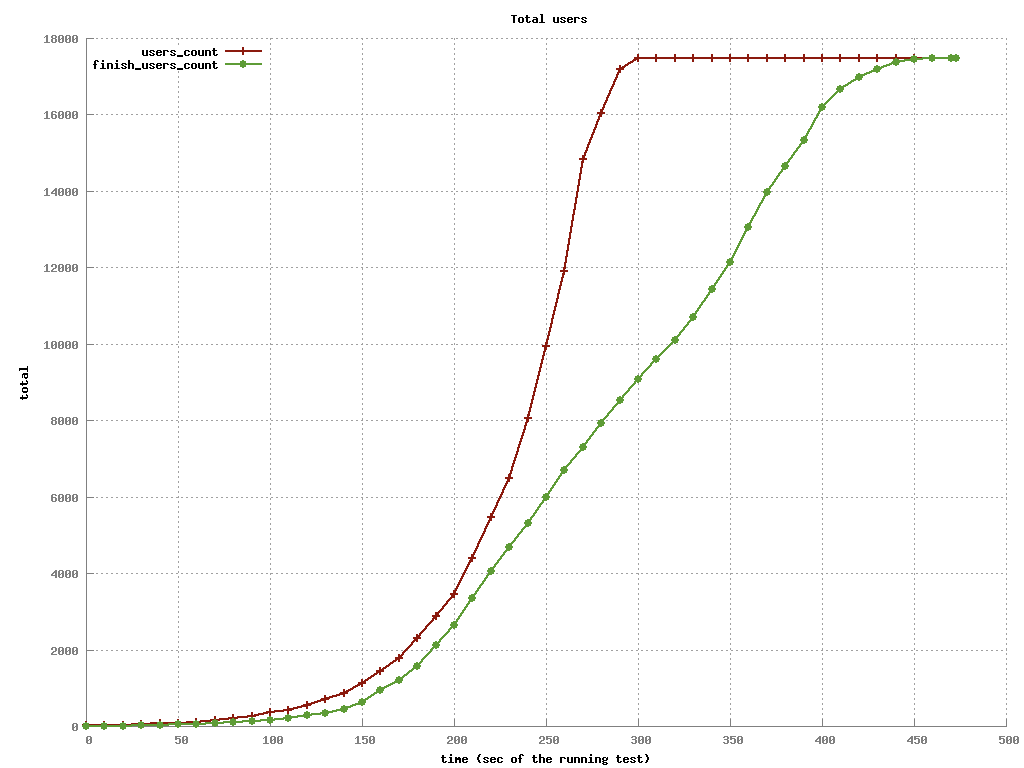 Total users
users_count
finish_users_count
18000
16000
14000
12000
10000
8000
6000
4000
2000
0
total
0 50 100 150 200 250 300 350 400 450 500
time (sec of the running test)